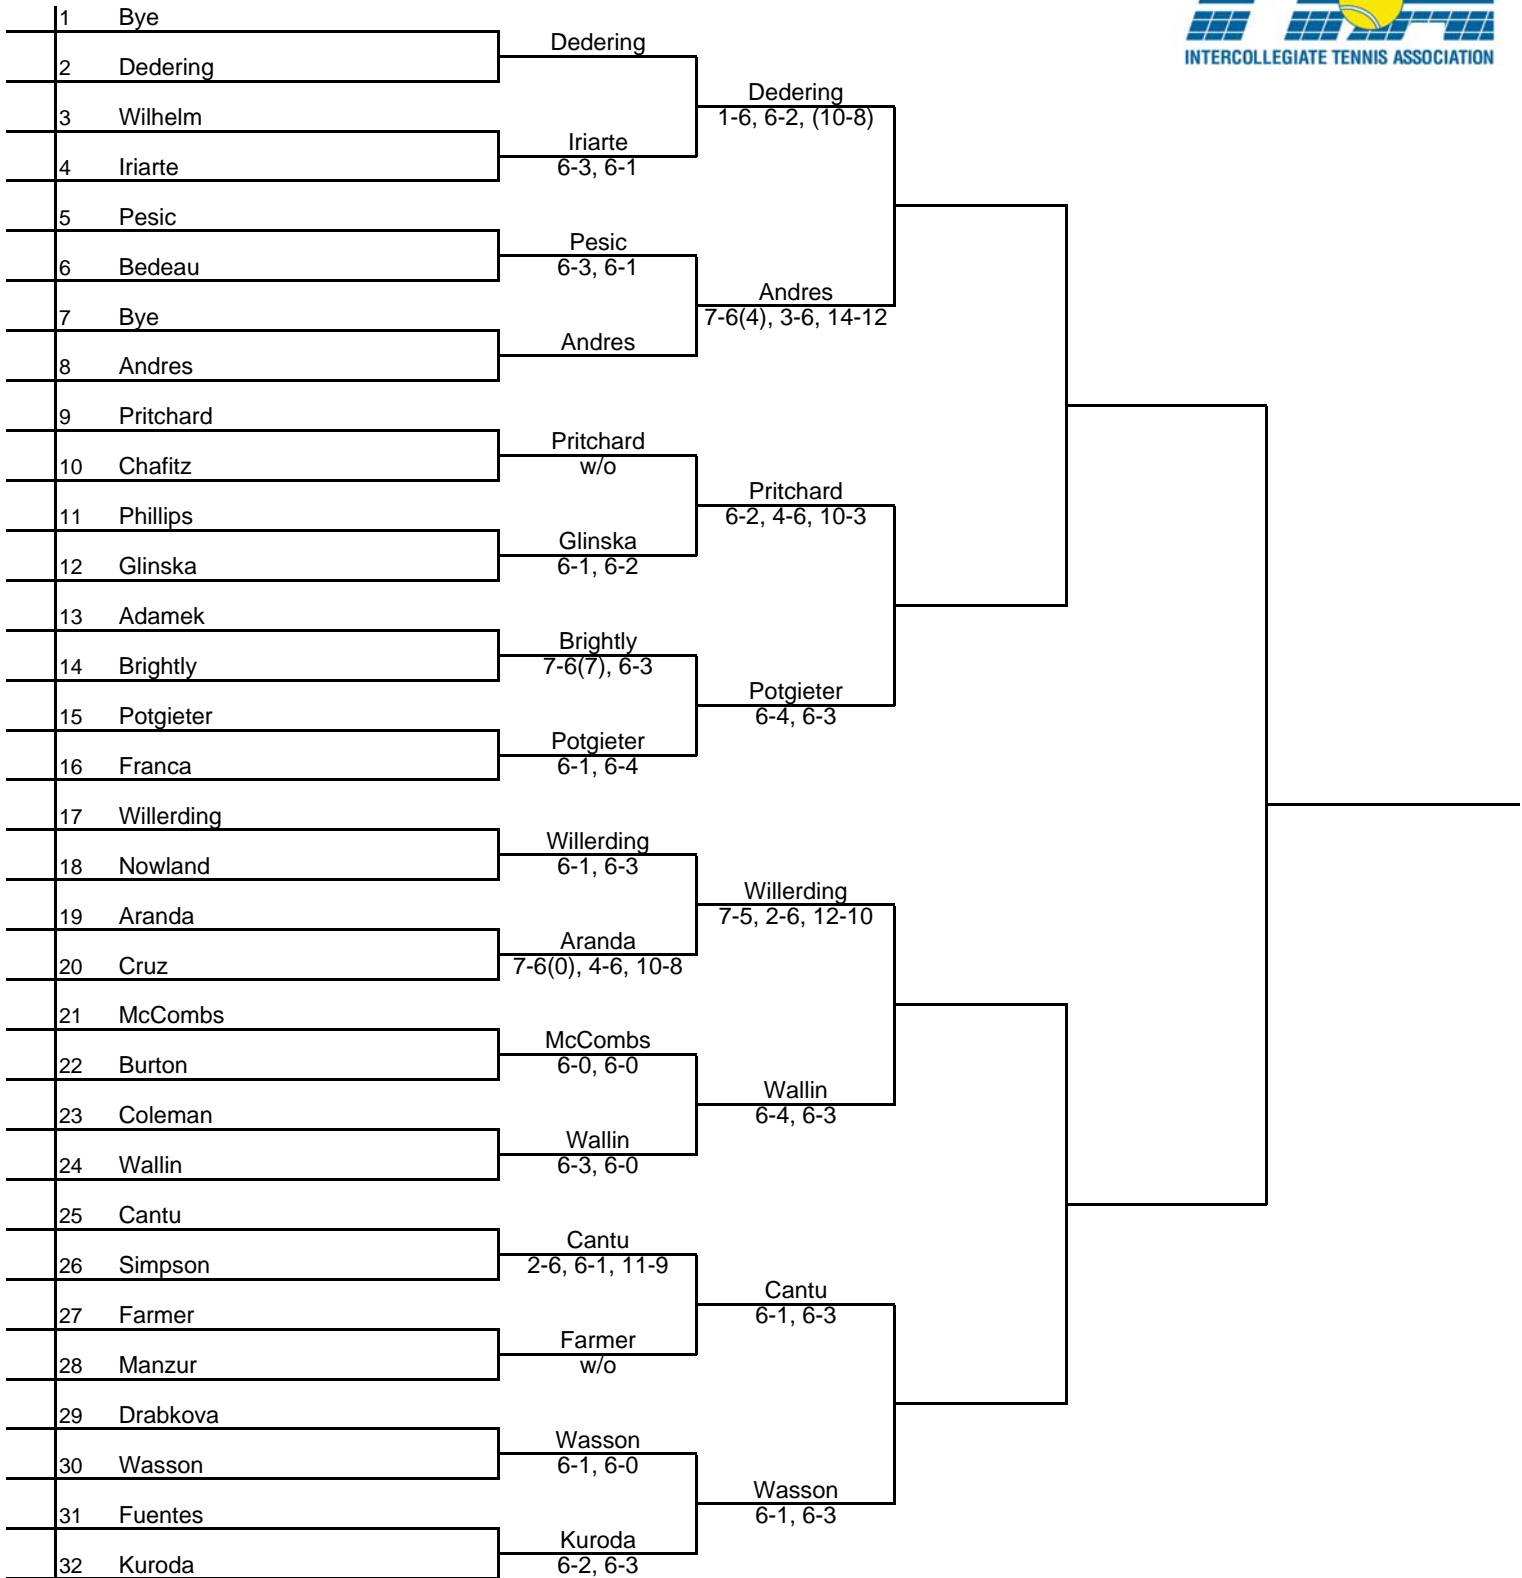 INTERCOLLEGIATE TENNIS ASSOCIATION
1 Bye
2 Dedering
3 Wilhelm
4 Iriarte
5 Pesic
6 Bedeau
7 Bye
8 Andres
9 Pritchard
10 Chafitz
11 Phillips
12 Glinska
13 Adamek
14 Brightly
15 Potgieter
16 Franca
17 Willerding
18 Nowland
19 Aranda
20 Cruz
21 McCombs
22 Burton
23 Coleman
24 Wallin
25 Cantu
26 Simpson
27 Farmer
28 Manzur
29 Drabkova
30 Wasson
31 Fuentes
32 Kuroda
Dedering
Iriarte
6-3, 6-1
Pesic
6-3, 6-1
Andres
Pritchard
w/o
Glinska
6-1, 6-2
Brightly
7-6(7), 6-3
Potgieter
6-1, 6-4
Willerding
6-1, 6-3
Aranda
7-6(0), 4-6, 10-8
McCombs
6-0, 6-0
Wallin
6-3, 6-0
Cantu
2-6, 6-1, 11-9
Farmer
w/o
Wasson
6-1, 6-0
Kuroda
6-2, 6-3
Dedering
1-6, 6-2, (10-8)
Andres
7-6(4), 3-6, 14-12
Pritchard
6-2, 4-6, 10-3
Potgieter
6-4, 6-3
Willerding
7-5, 2-6, 12-10
Wallin
6-4, 6-3
Cantu
6-1, 6-3
Wasson
6-1, 6-3